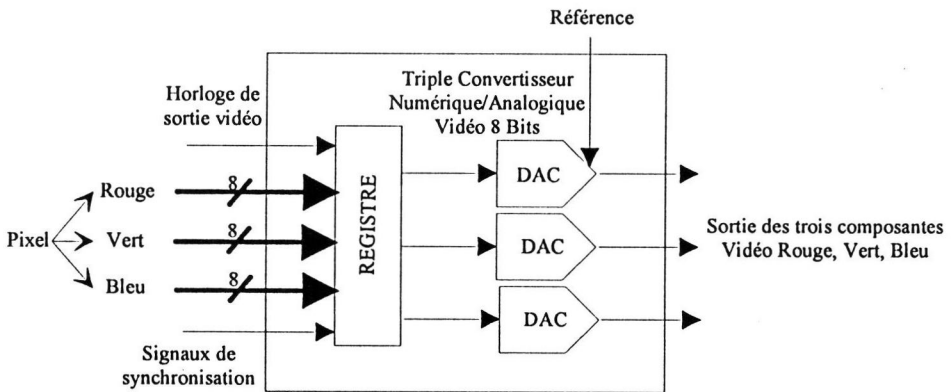 Référence
Triple Convertisseur
Numérique/Analogique
Vidéo 8 Bits
Horloge de
sortie vidéo
Pixel
Rouge
Vert
Bleu
8
8
8
Signaux de
synchronisation
REGISTRE
DAC
DAC
DAC
Sortie des trois composantes
Vidéo Rouge, Vert, Bleu